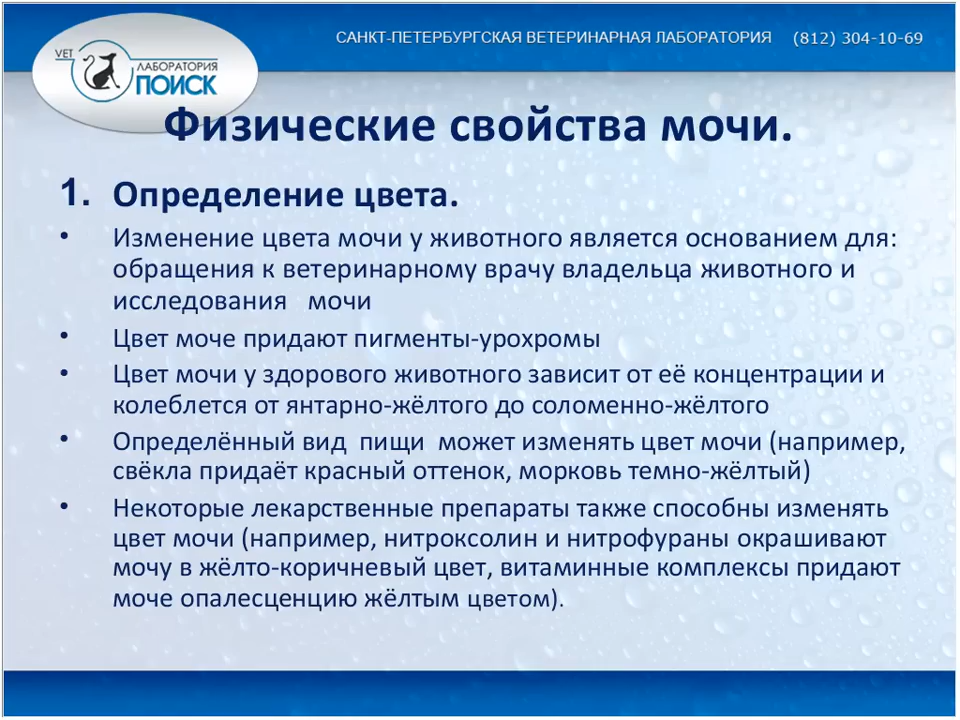 САНКТ-ПЕТЕРБУРГСКАЯ ВЕТЕРИНАРНАЯ ЛАБОРАТОРИЯ (812) 304-10-69
VET
ЛАБОРАТОРИЯ
ПОИСК
Физические свойства мочи.
1. Определение цвета.
• Изменение цвета мочи у животного является основанием для:
обращения к ветеринарному врачу владельца животного и
исследования мочи
• Цвет моче придают пигменты-урохромы
• Цвет мочи у здорового животного зависит от её концентрации и
колеблется от янтарно-жёлтого до соломенно-жёлтого
• Определённый вид пищи может изменять цвет мочи (например,
свёкла придаёт красный оттенок, морковь темно-жёлтый)
• Некоторые лекарственные препараты также способны изменять
цвет мочи (например, нитроксолин и нитрофураны окрашивают
мочу в жёлто-коричневый цвет, витаминные комплексы придают
моче опалесценцию жёлтым цветом).